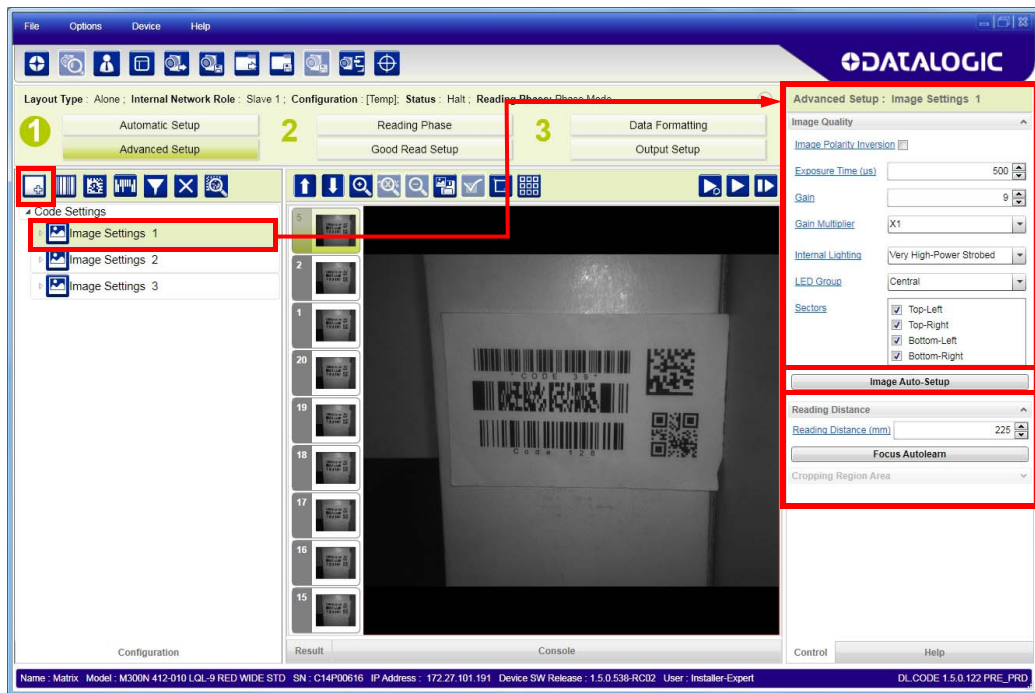 File Options Device Help
DATALOGIC
Layout Type : Alone ; Internal Network Role : Slave 1 ; Configuration : [Temp]; Status : Halt ; Reading Phase: Phase Mode
1 Automatic Setup 2 Reading Phase 3 Data Formatting
Advanced Setup Good Read Setup Output Setup
Code Settings
Image Settings 1
Image Settings 2
Image Settings 3
Configuration
5
2
1
20
19
18
17
16
15
*CODE 39*
Code 128
Result Console
Advanced Setup : Image Settings 1
Image Quality
Image Polarity Inversion
Exposure Time (us) 500
Gain 9
Gain Multiplier X1
Internal Lighting Very High-Power Strobed
LED Group Central
Sectors Top-Left
Top-Right
Bottom-Left
Bottom-Right
Image Auto-Setup
Reading Distance
Reading Distance (mm) 225
Focus Autolearn
Cropping Region Area
Control Help
Name : Matrix Model : M300N 412-010 LQL-9 RED WIDE STD SN : C14P00616 IP Address : 172.27.101.191 Device SW Release : 1.5.0.538-RC02 User : Installer-Expert DL.CODE 1.5.0.122 PRE_PRD